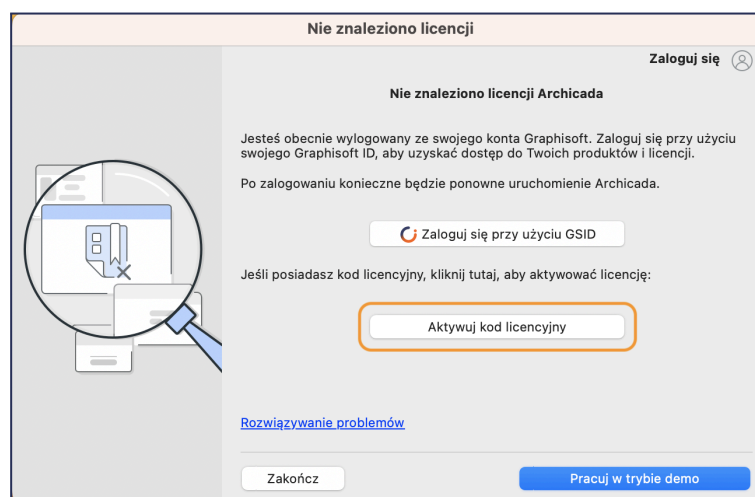 Nie znaleziono licencji
Zaloguj się
Nie znaleziono licencji Archicada
Jesteś obecnie wylogowany ze swojego konta Graphisoft. Zaloguj się przy użyciu
swojego Graphisoft ID, aby uzyskać dostęp do Twoich produktów i licencji.
Po zalogowaniu konieczne będzie ponowne uruchomienie Archicada.
Zaloguj się przy użyciu GSID
Jeśli posiadasz kod licencyjny, kliknij tutaj, aby aktywować licencję:
Aktywuj kod licencyjny
Rozwiązywanie problemów
Zakończ
Pracuj w trybie demo